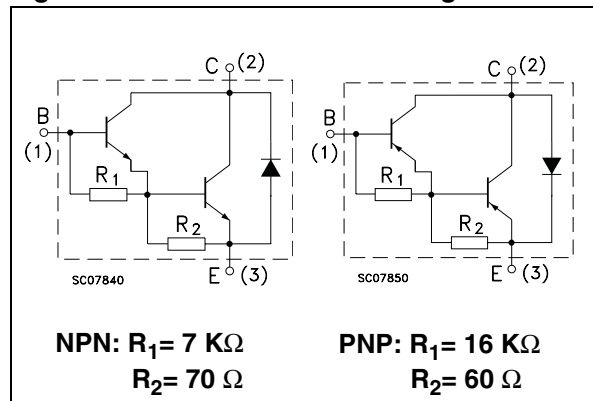 C (2)
B
(1)
R1
R2
E (3)
SC07840
C (2)
B
(1)
R1
R2
E (3)
SC07850
NPN: R1= 7 KΩ
R2= 70 Ω
PNP: R1= 16 KΩ
R2= 60 Ω